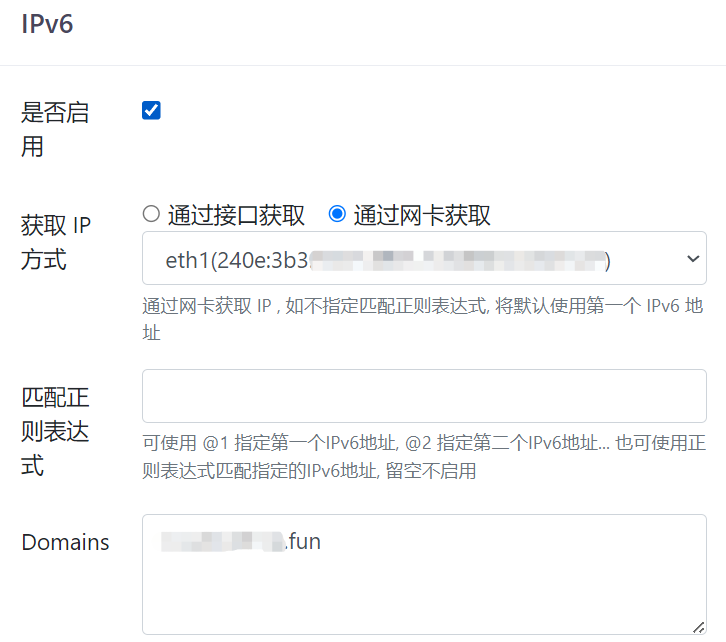 IPv6
是否启
用
获取 IP
方式
通过接口获取 通过网卡获取
eth1(240e:3b3 )
通过网卡获取 IP , 如不指定匹配正则表达式, 将默认使用第一个 IPv6 地
址
匹配正
则表达
式
可使用 @1 指定第一个IPv6地址, @2 指定第二个IPv6地址... 也可使用正
则表达式匹配指定的IPv6地址, 留空不启用
Domains
.fun